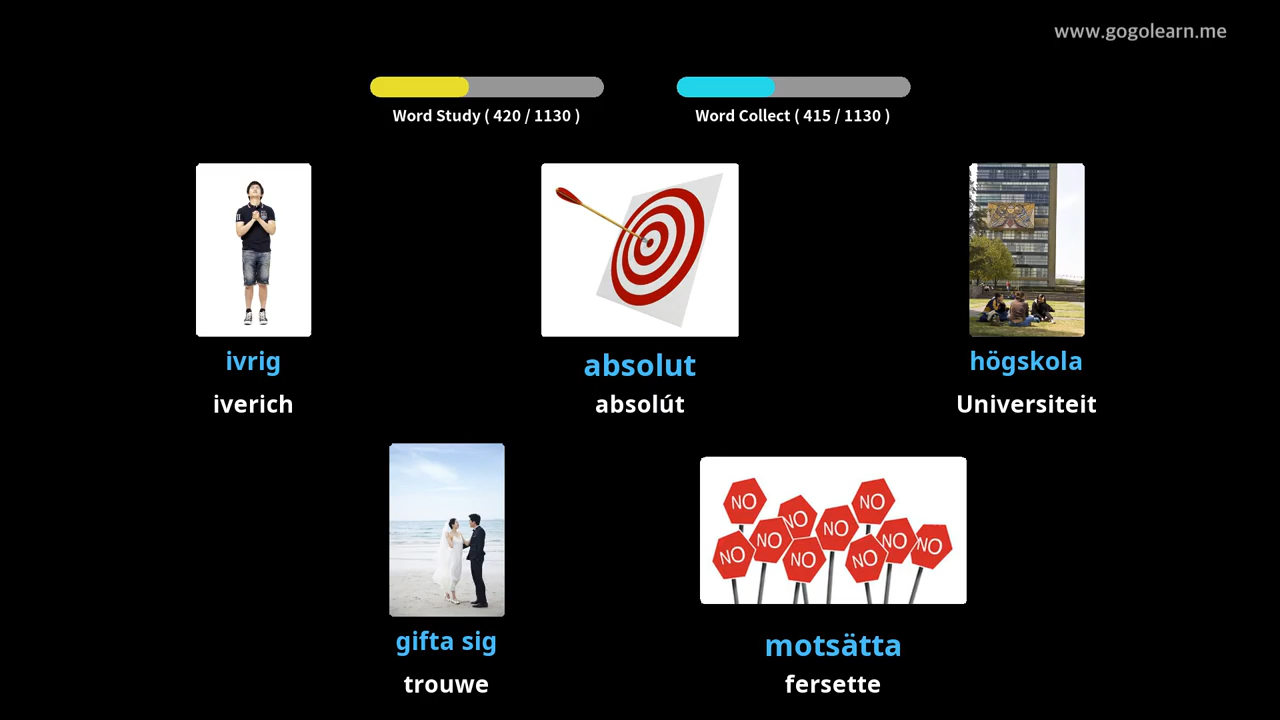 www.gogolearn.me
Word Study ( 420 / 1130 )
Word Collect ( 415 / 1130 )
ivrig
iverich
absolut
absolút
högskola
Universiteit
gifta sig
trouwe
NO
NO
NO
NO
NO
NO
NO
NO
NO
NO
motsätta
fersette